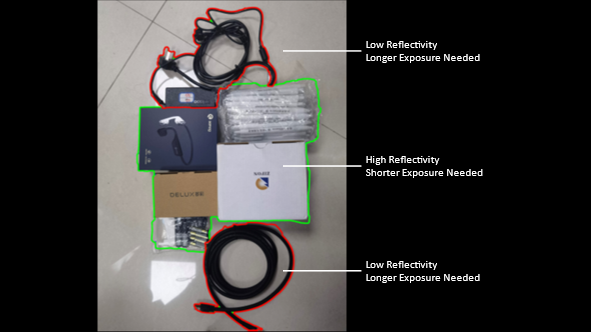 Low Reflectivity
Longer Exposure Needed
High Reflectivity
Shorter Exposure Needed
DELUXE
Low Reflectivity
Longer Exposure Needed